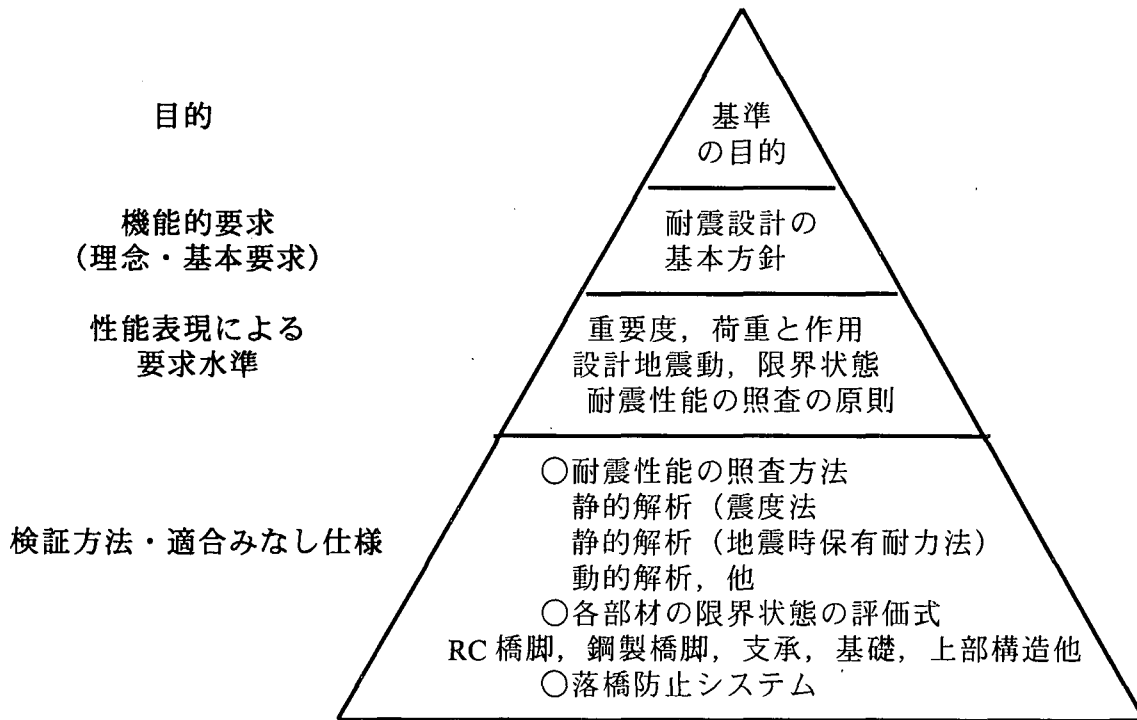 目的
基準
の目的
機能的要求
(理念・基本要求)
耐震設計の
基本方針
性能表現による
要求水準
重要度，荷重と作用
設計地震動，限界状態
耐震性能の照査の原則
検証方法・適合みなし仕様
○耐震性能の照査方法
静的解析（震度法
静的解析（地震時保有耐力法）
動的解析，他
○各部材の限界状態の評価式
RC 橋脚，鋼製橋脚，支承，基礎，上部構造他
○落橋防止システム